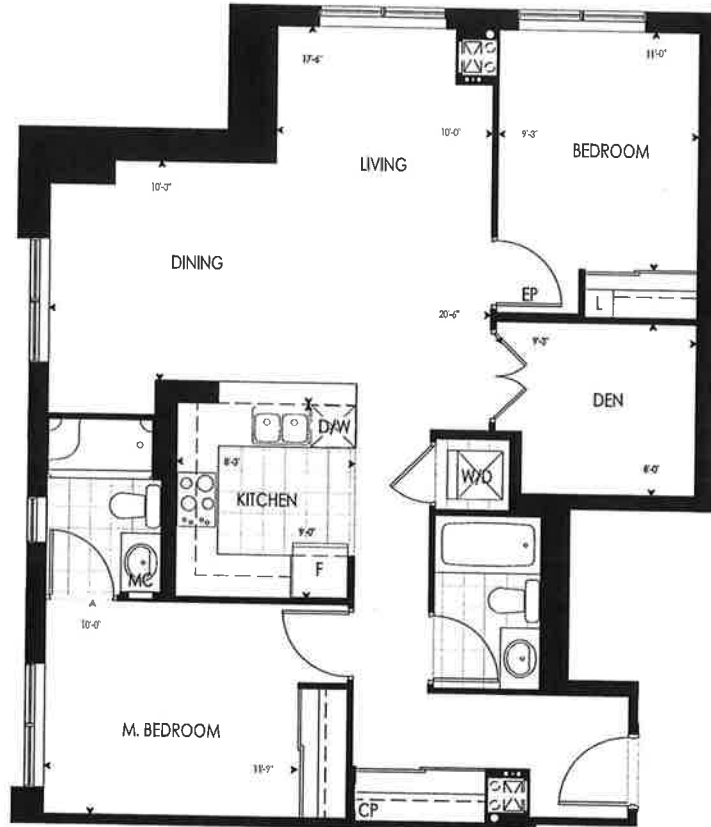 17'-6"
11'-0"
10'-0"
9'-3"
BEDROOM
LIVING
10'-3"
DINING
EP
L
20'-6"
9'-3"
DEN
D/W
8'-3"
W/D
KITCHEN
8'-0"
9'-0"
F
MC
10'-0"
M. BEDROOM
11'-9"
CP